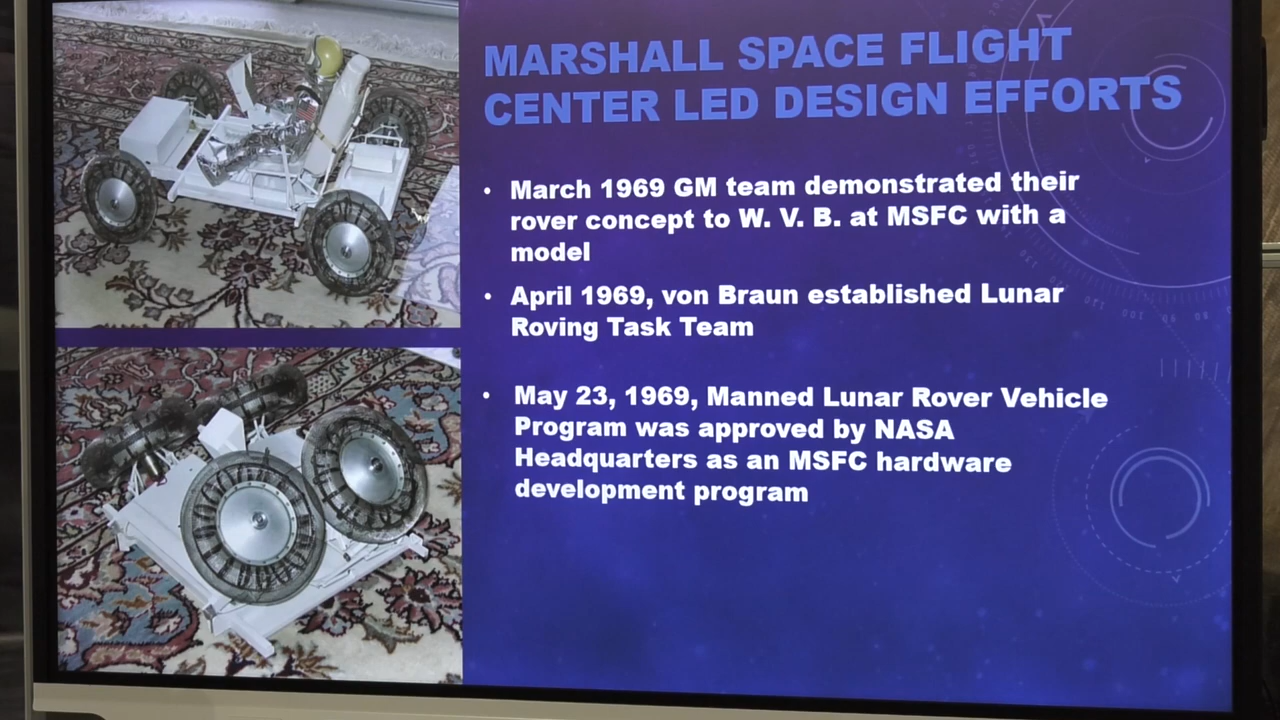 MARSHALL SPACE FLIGHT
CENTER LED DESIGN EFFORTS
• March 1969 GM team demonstrated their
rover concept to W. V. B. at MSFC with a
model
• April 1969, von Braun established Lunar
Roving Task Team
• May 23, 1969, Manned Lunar Rover Vehicle
Program was approved by NASA
Headquarters as an MSFC hardware
development program